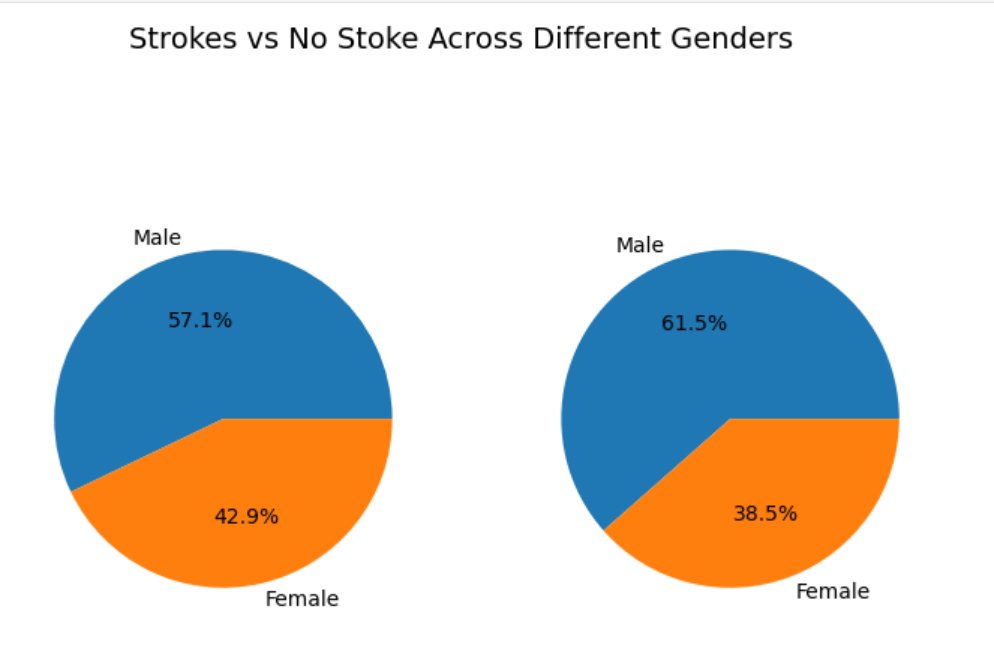 Strokes vs No Stoke Across Different Genders
Male
57.1%
42.9%
Female
Male
61.5%
38.5%
Female